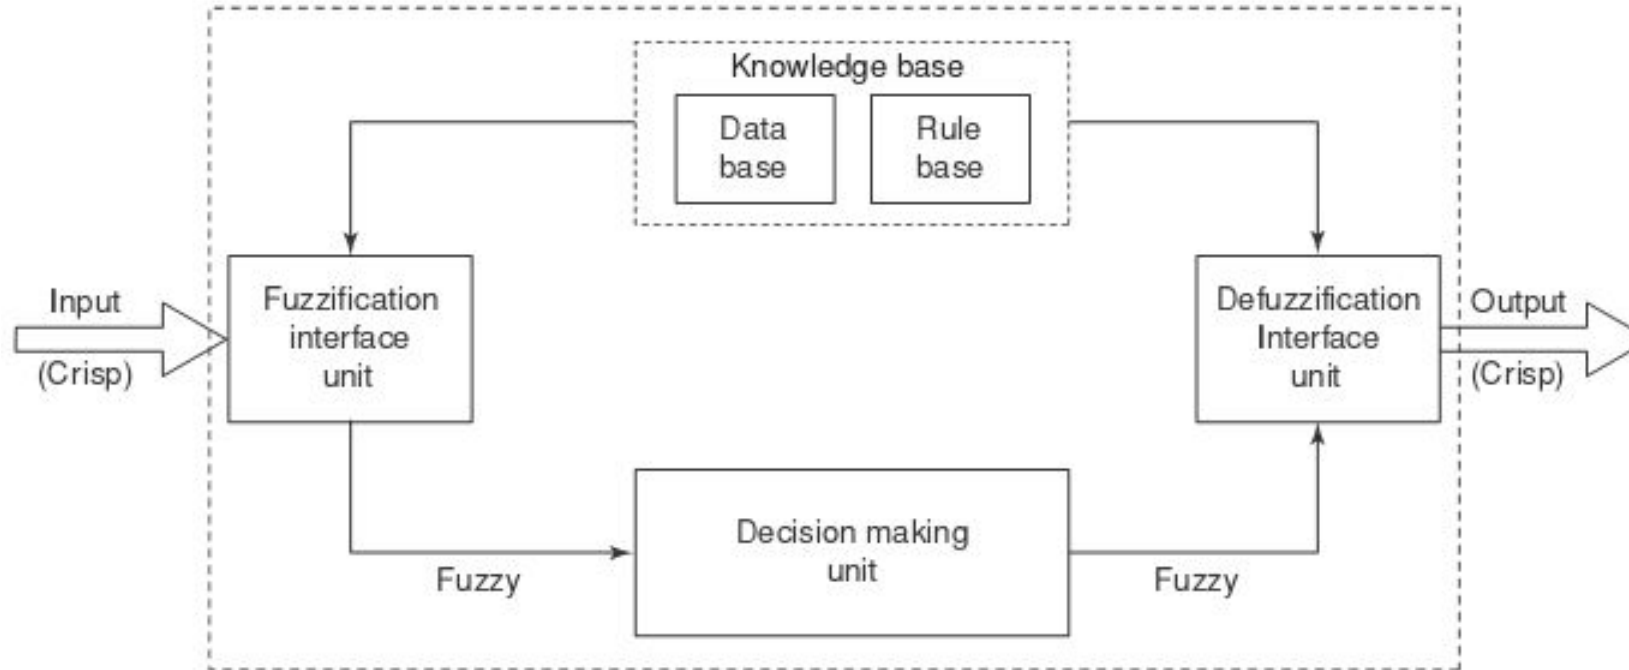 Knowledge base
Data
base
Rule
base
Input
(Crisp)
Fuzzification
interface
unit
Defuzzification
Interface
unit
Output
(Crisp)
Decision making
unit
Fuzzy
Fuzzy